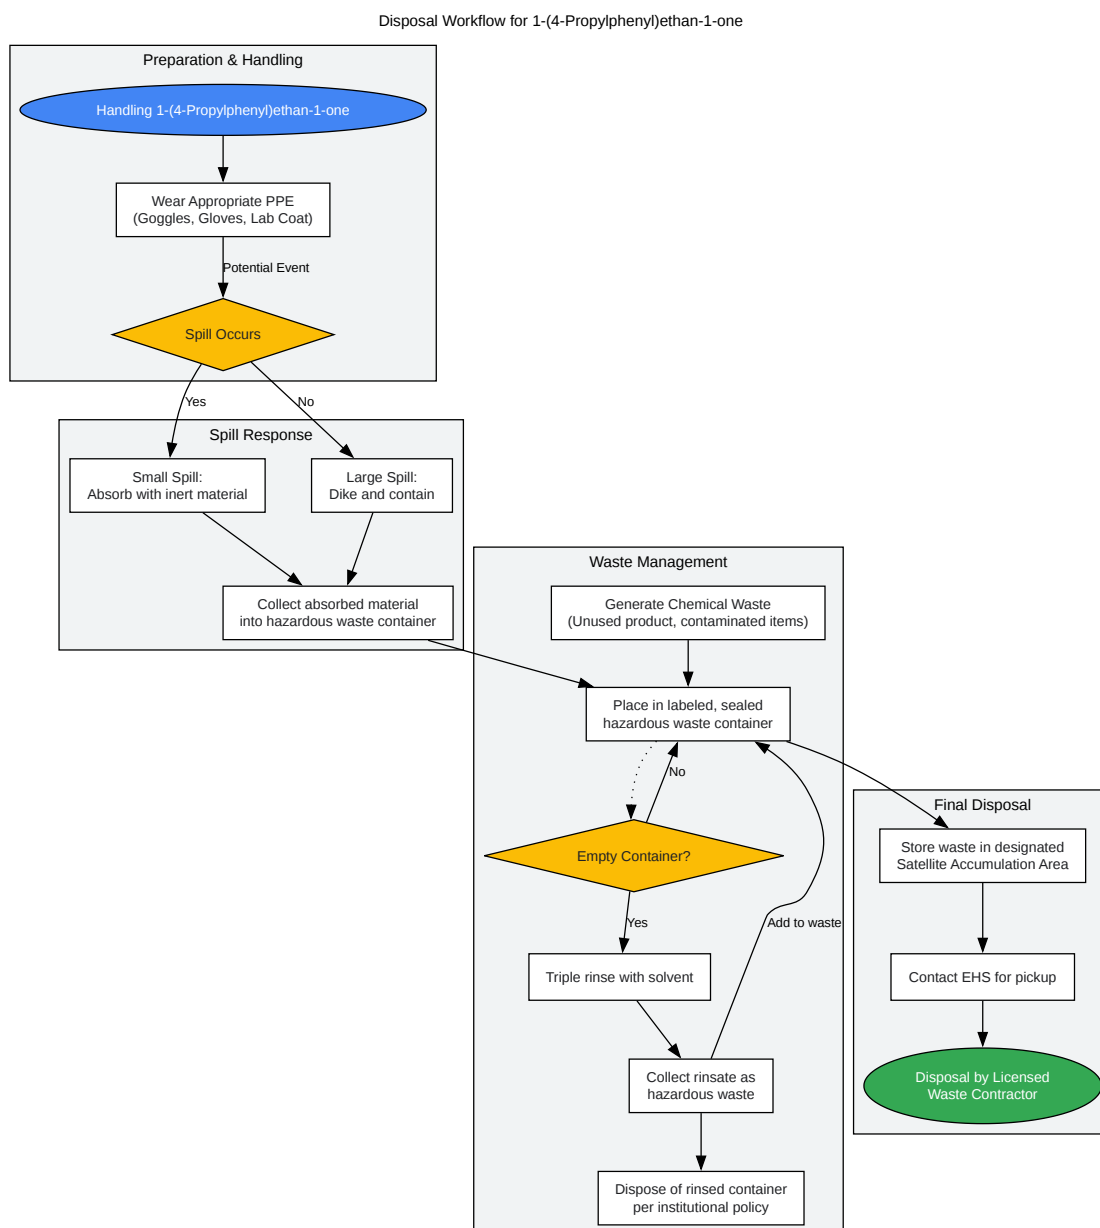 Disposal Workflow for 1-(4-Propylphenyl)ethan-1-one
Preparation & Handling
Handling 1-(4-Propylphenyl)ethan-1-one
Wear Appropriate PPE
(Goggles, Gloves, Lab Coat)
Potential Event
Spill Occurs
Yes
No
Spill Response
Small Spill:
Absorb with inert material
Large Spill:
Dike and contain
Collect absorbed material
into hazardous waste container
Waste Management
Generate Chemical Waste
(Unused product, contaminated items)
Place in labeled, sealed
hazardous waste container
No
Empty Container?
Yes
Add to waste
Triple rinse with solvent
Collect rinsate as
hazardous waste
Dispose of rinsed container
per institutional policy
Final Disposal
Store waste in designated
Satellite Accumulation Area
Contact EHS for pickup
Disposal by Licensed
Waste Contractor